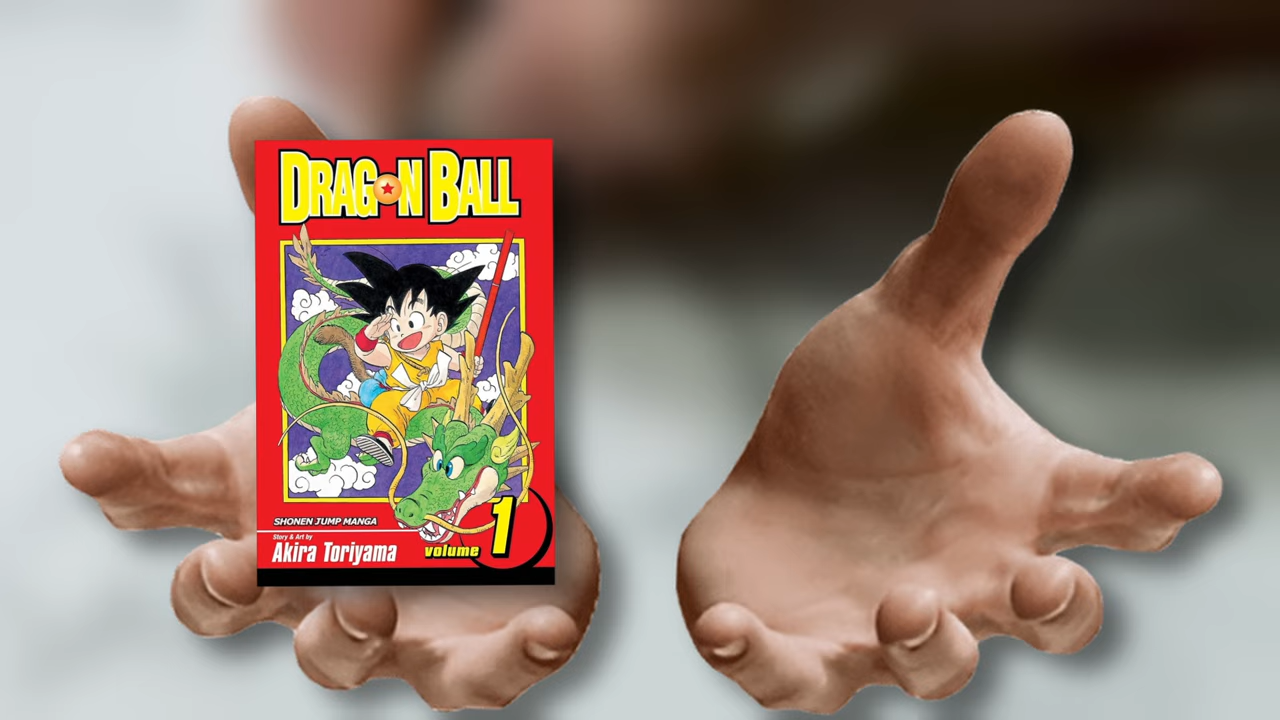 DRAGON BALL
SHONEN JUMP MANGA
Story & Art by
Akira Toriyama
volume 1